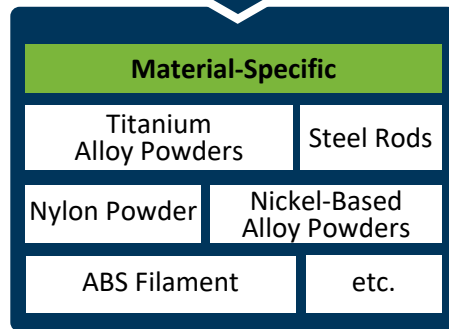 Material-Specific
Titanium
Alloy Powders
Steel Rods
Nylon Powder
Nickel-Based
Alloy Powders
ABS Filament
etc.